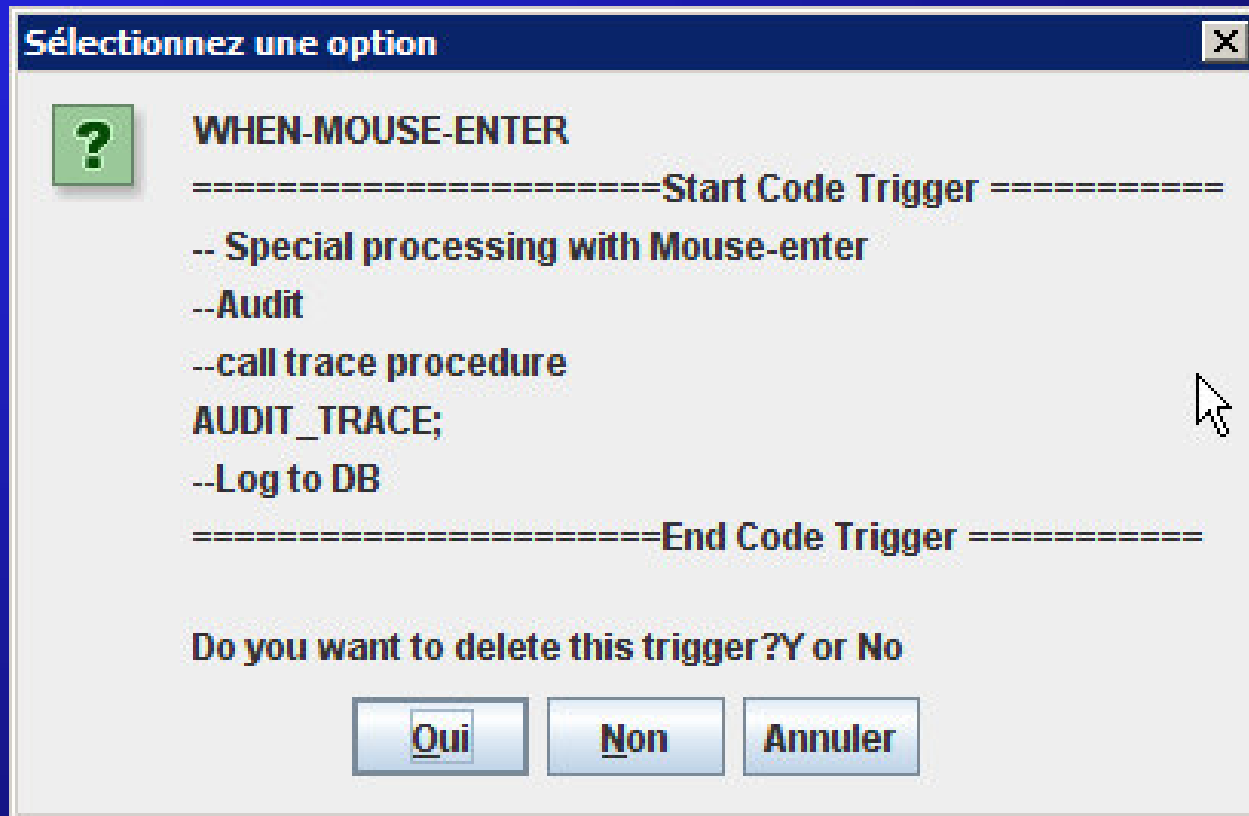 Sélectionnez une option
?
WHEN-MOUSE-ENTER
======================Start Code Trigger ===========
-- Special processing with Mouse-enter
--Audit
--call trace procedure
AUDIT_TRACE;
--Log to DB
======================End Code Trigger ===========
Do you want to delete this trigger?Y or No
Oui Non Annuler